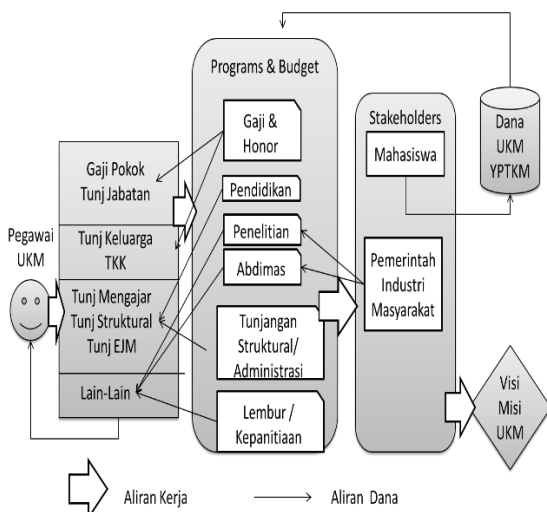 Programs & Budget
Gaji &
Honor
Pendidikan
Penelitian
Abdimas
Tunjangan
Struktural/
Administrasi
Lembur /
Kepanitiaan
Stakeholders
Mahasiswa
Pemerintah
Industri
Masyarakat
Dana
UKM
YPTKM
Pegawai
UKM
Gaji Pokok
Tunj Jabatan
Tunj Keluarga
TKK
Tunj Mengajar
Tunj Struktural
Tunj EJM
Lain-Lain
Visi
Misi
UKM
Aliran Kerja
Aliran Dana